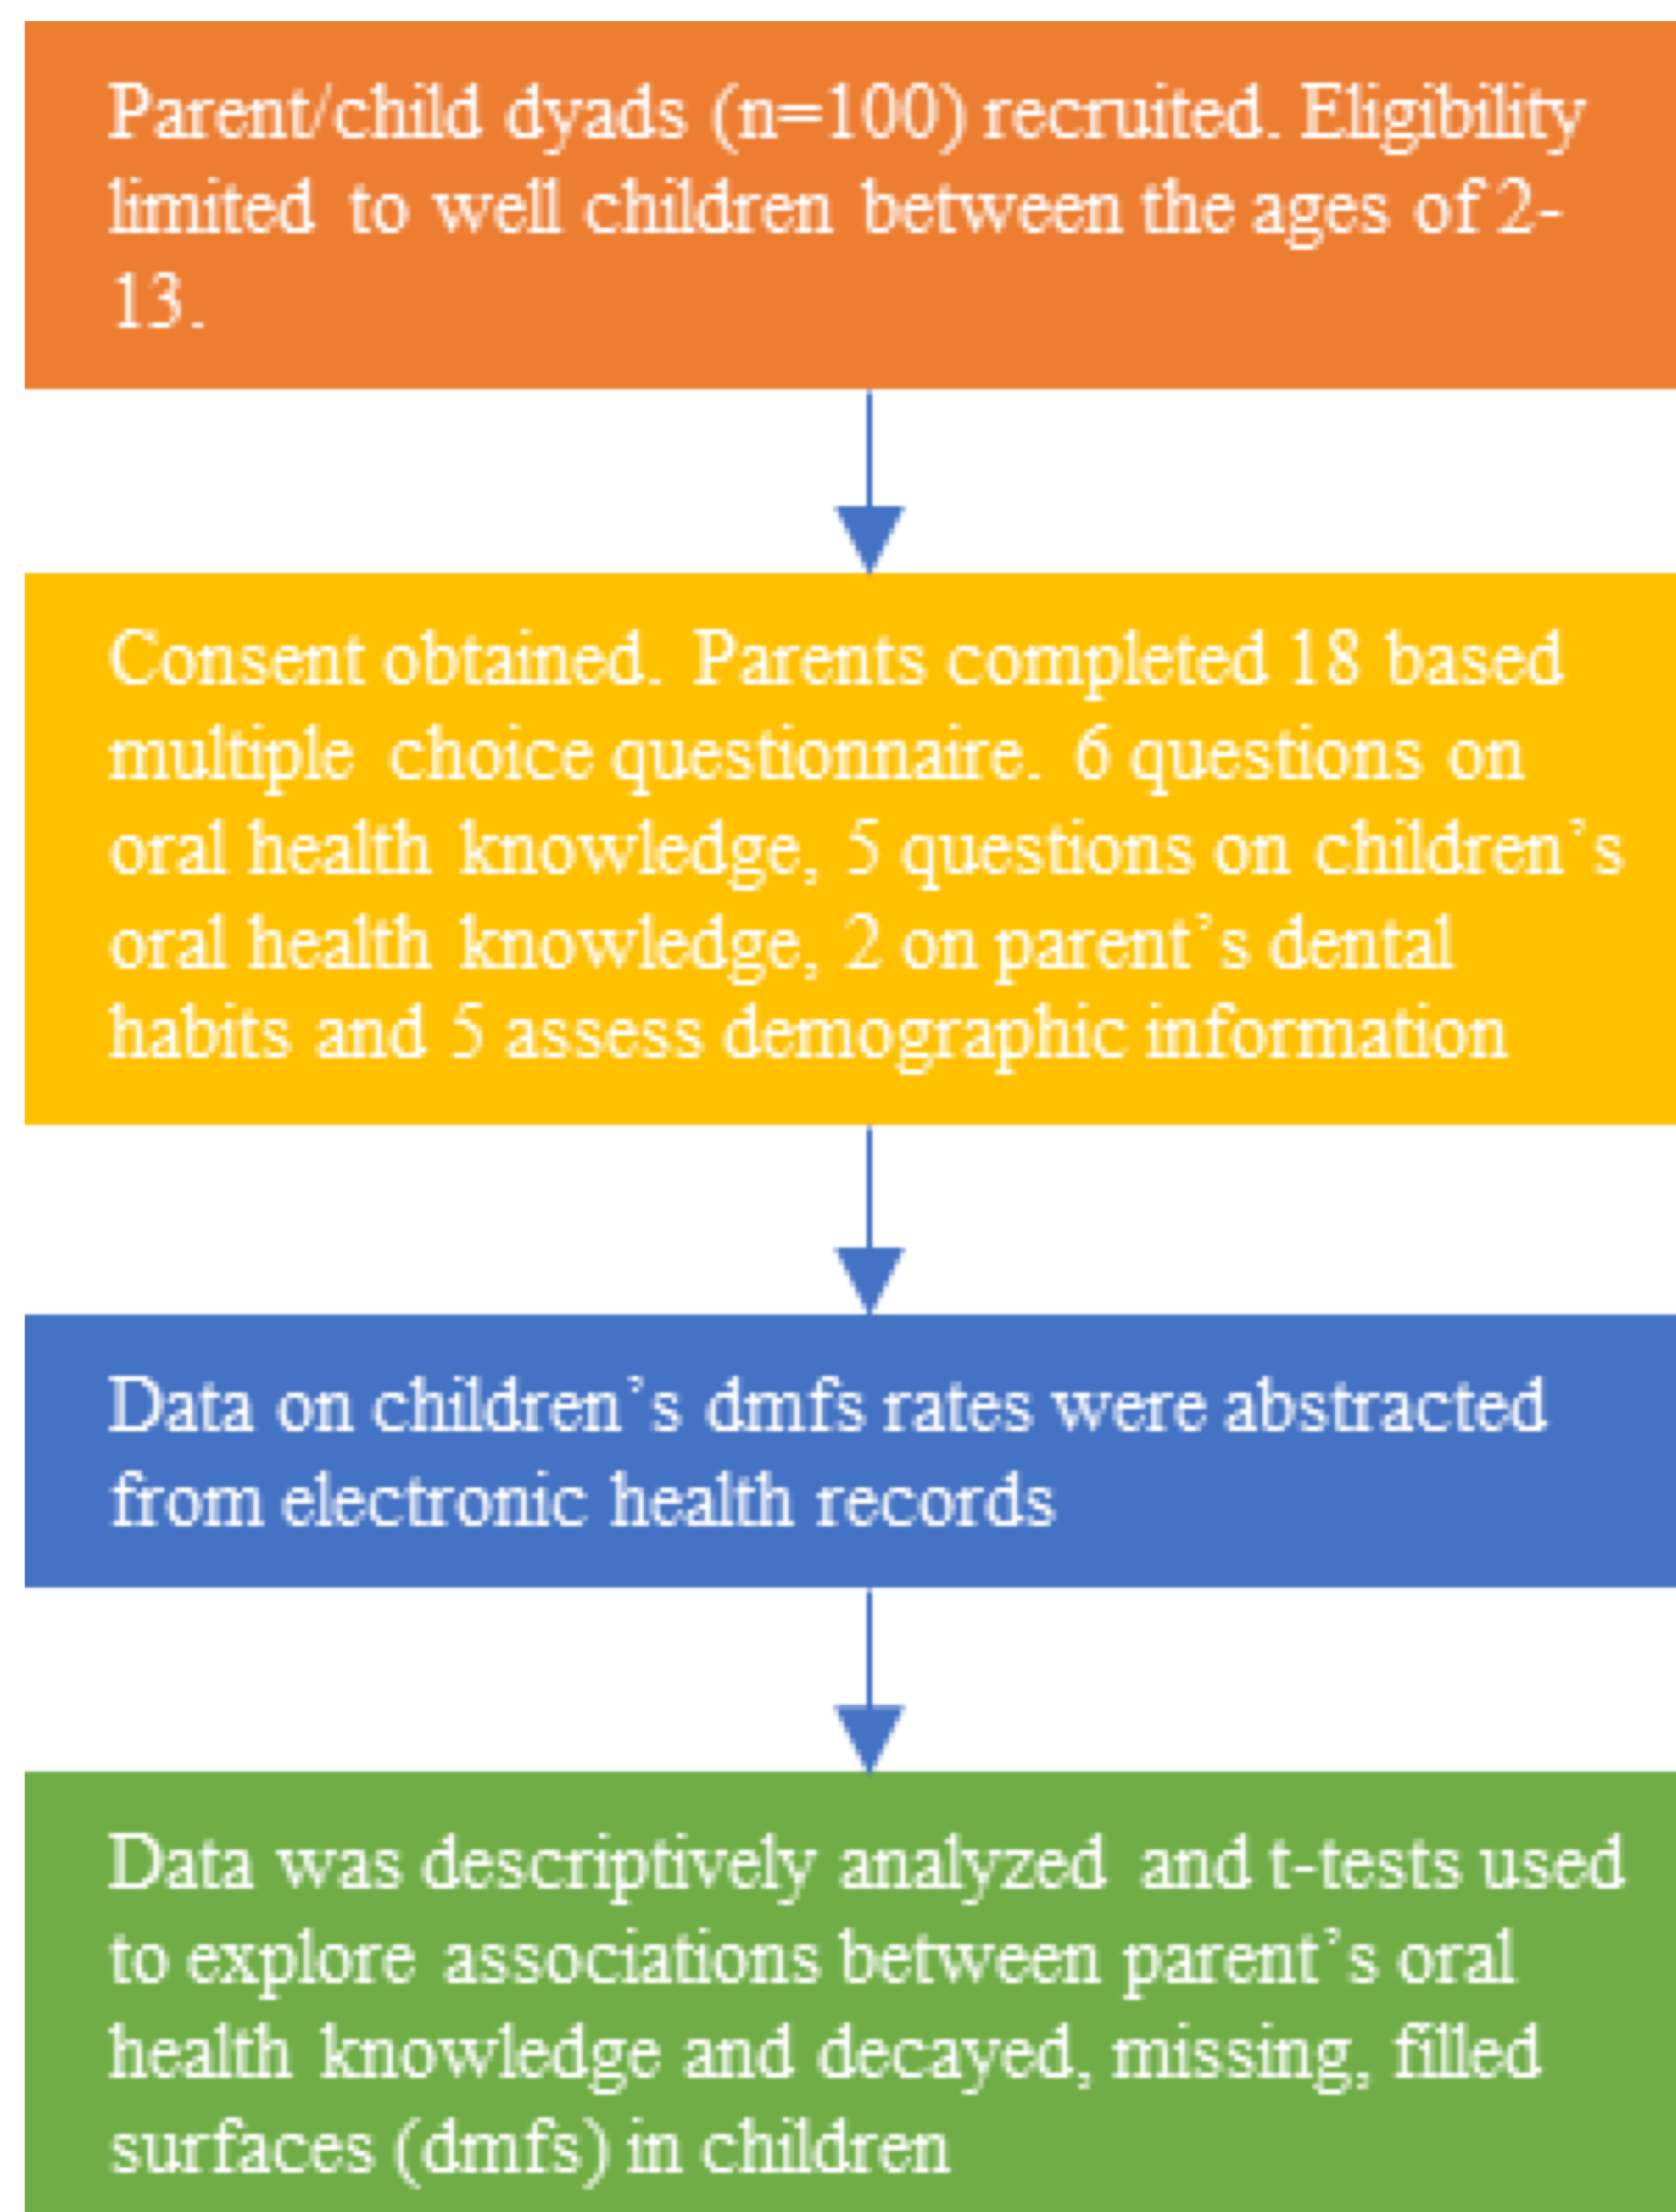 Parent/child dyads (n=100) recruited. Eligibility
limited to well children between the ages of 2-
13.
Consent obtained. Parents completed 18 based
multiple choice questionnaire. 6 questions on
oral health knowledge, 5 questions on children's
oral health knowledge, 2 on parent's dental
habits and 5 assess demographic information
Data on children's dmfs rates were abstracted
from electronic health records
Data was descriptively analyzed and t-tests used
to explore associations between parent's oral
health knowledge and decayed, missing, filled
surfaces (dmfs) in children